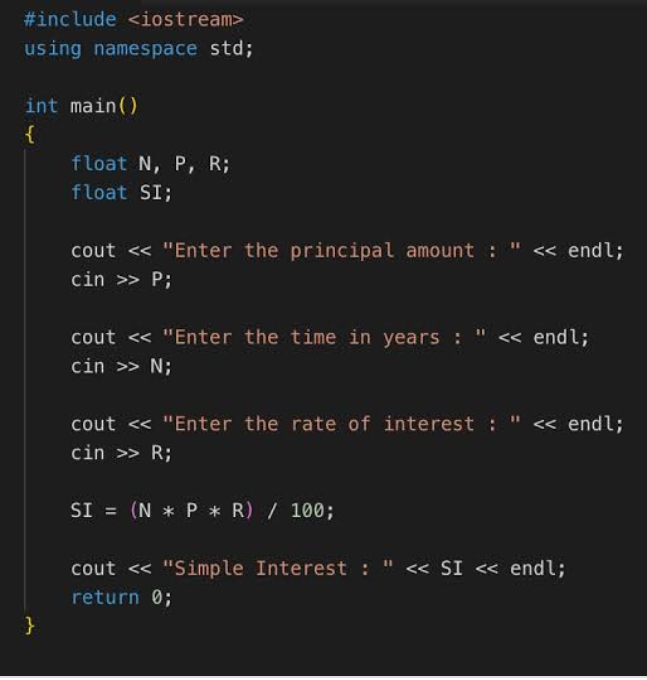 #include <iostream>
using namespace std;
int main()
{
float N, P, R;
float SI;
cout << "Enter the principal amount : " << endl;
cin >> P;
cout << "Enter the time in years : " << endl;
cin >> N;
cout << "Enter the rate of interest : " << endl;
cin >> R;
SI = (N * P * R) / 100;
cout << "Simple Interest : " << SI << endl;
return 0;
}